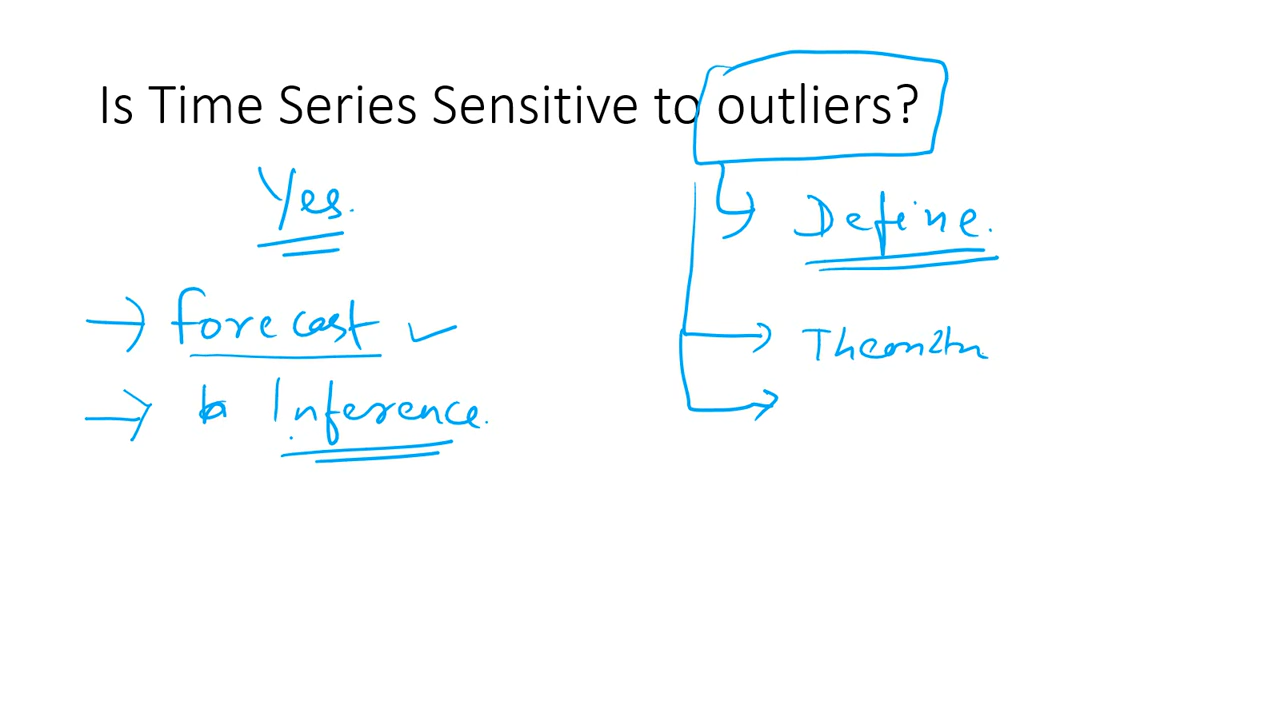 Is Time Series Sensitive to outliers?
Yes.
→ forecast ✓
→ Inference.
Define.